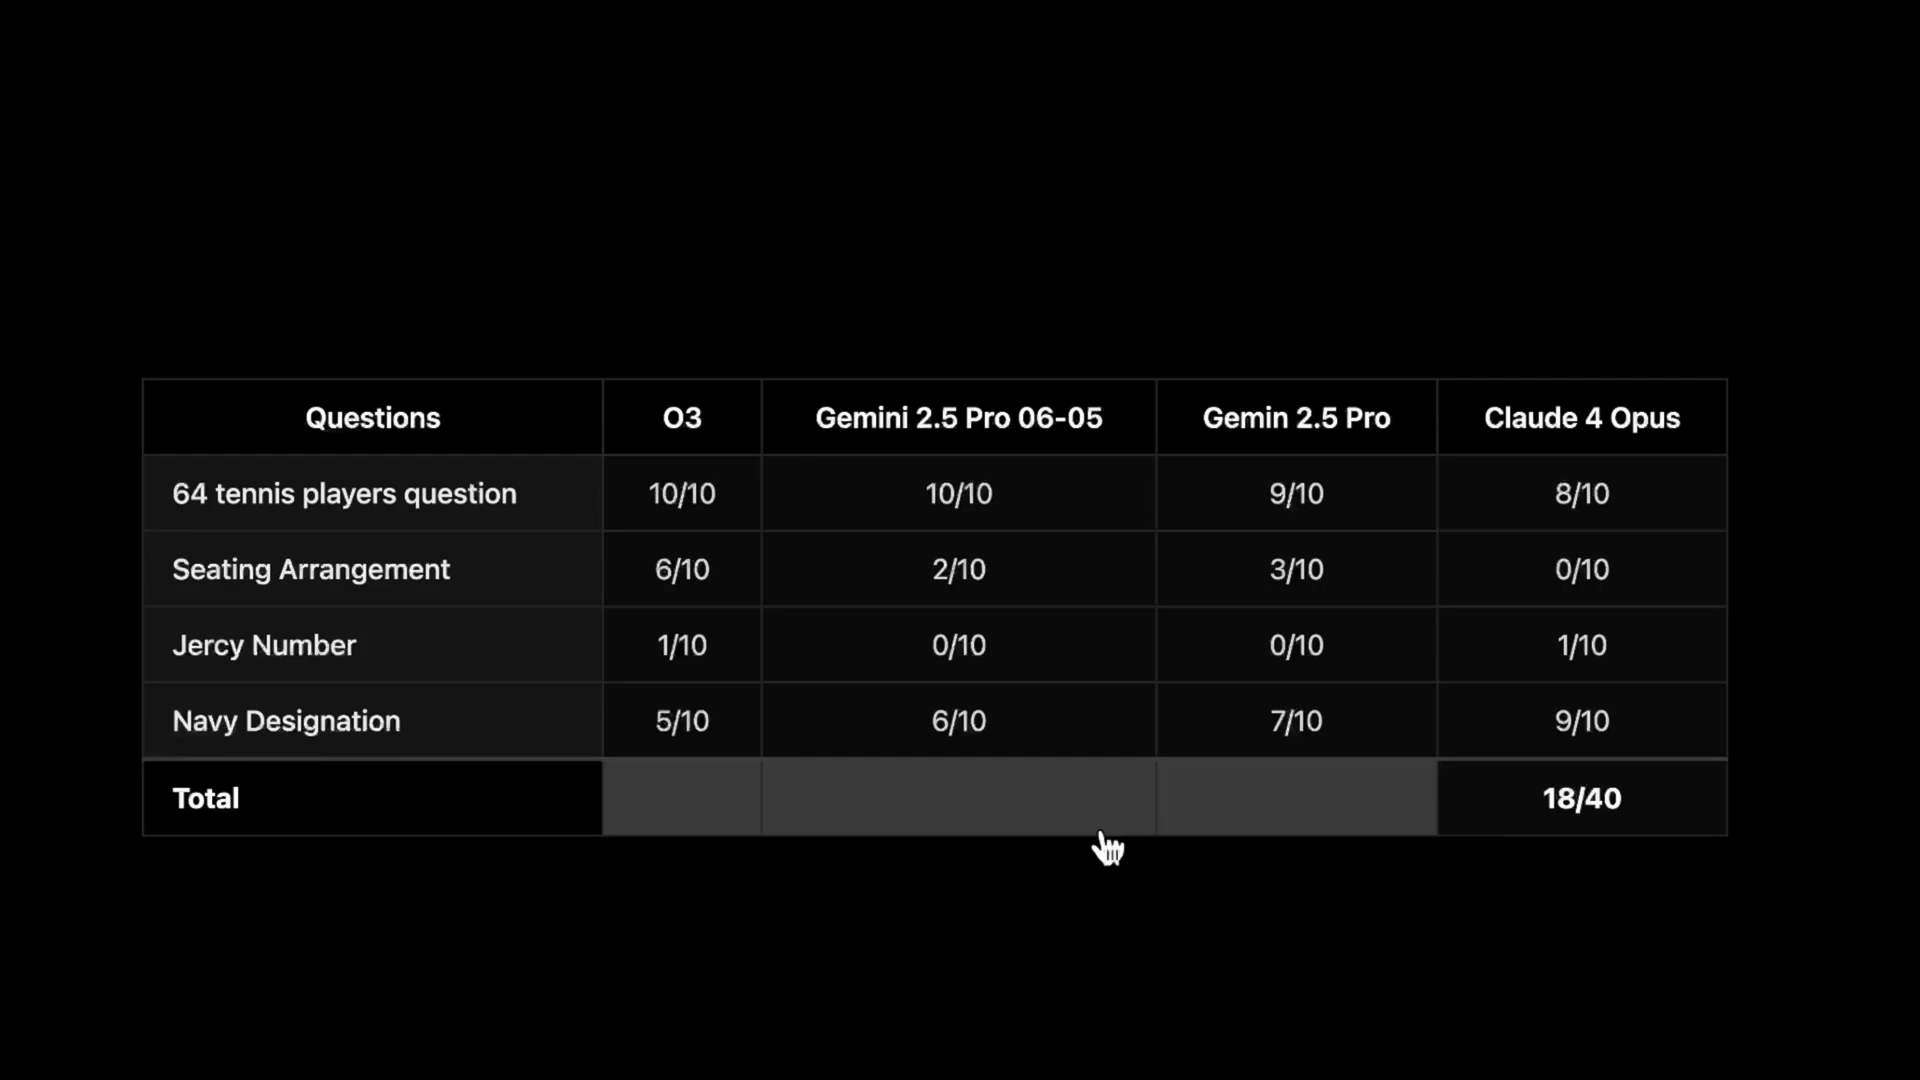 Questions O3 Gemini 2.5 Pro 06-05 Gemin 2.5 Pro Claude 4 Opus
64 tennis players question 10/10 10/10 9/10 8/10
Seating Arrangement 6/10 2/10 3/10 0/10
Jercy Number 1/10 0/10 0/10 1/10
Navy Designation 5/10 6/10 7/10 9/10
Total 18/40